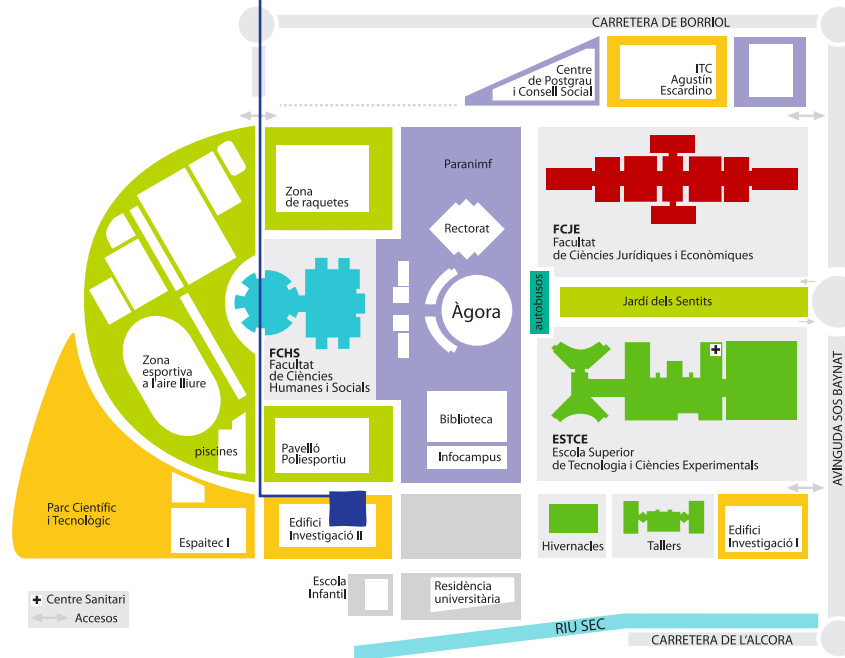 CARRETERA DE BORRIOL
Centre
de Postgrau
i Consell Social
ITC
Agustín
Escardino
Zona
de raquetes
Paranimf
Rectorat
FCJE
Facultat
de Ciències Jurídiques i Econòmiques
Àgora
autobusos
Jardí dels Sentits
FCHS
Facultat
de Ciències
Humanes i Socials
Zona
esportiva
a l'aire lliure
piscines
Pavelló
Poliesportiu
Biblioteca
Infocampus
ESTCE
Escola Superior
de Tecnologia i Ciències Experimentals
AVINGUDA SOS BAYNAT
Parc Científic
i Tecnològic
Espaitec I
Edifici
Investigació II
Hivernacles
Tallers
Edifici
Investigació I
Escola
Infantil
Residència
universitària
Centre Sanitari
Accesos
RIU SEC
CARRETERA DE L'ALCORA